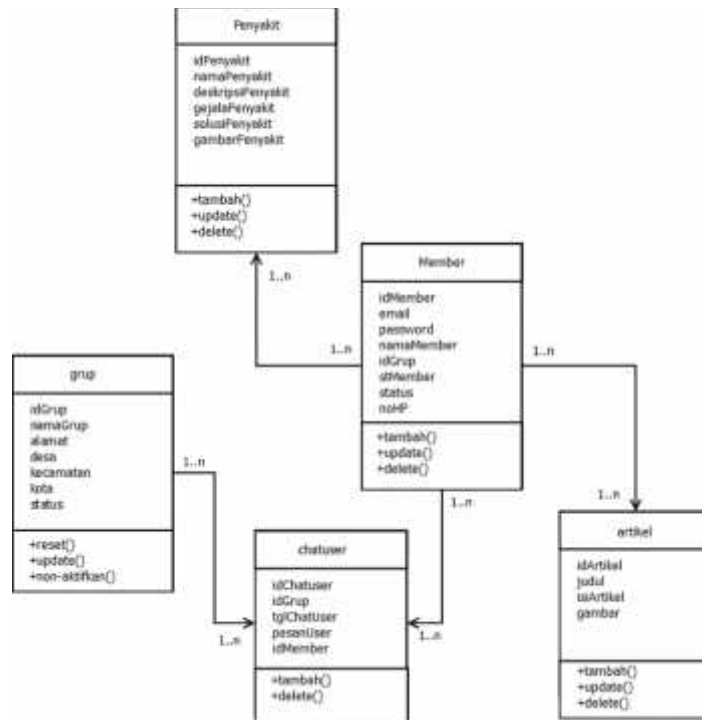 Penyakit
idPenyakit
namaPenyakit
deskripsiPenyakit
gejalaPenyakit
solusiPenyakit
gambarPenyakit
+tambah()
+update()
+delete()
1..n
Member
idMember
email
password
namaMember
idGrup
stMember
status
noHP
+tambah()
+update()
+delete()
1..n
1..n
1..n
grup
idGrup
namaGrup
alamat
desa
kecamatan
kota
status
+reset()
+update()
+non-aktifkan()
1..n
chatuser
idChatuser
idGrup
tglChatUser
pesanUser
idMember
+tambah()
+delete()
1..n
1..n
1..n
artikel
idArtikel
judul
isiArtikel
gambar
+tambah()
+update()
+delete()